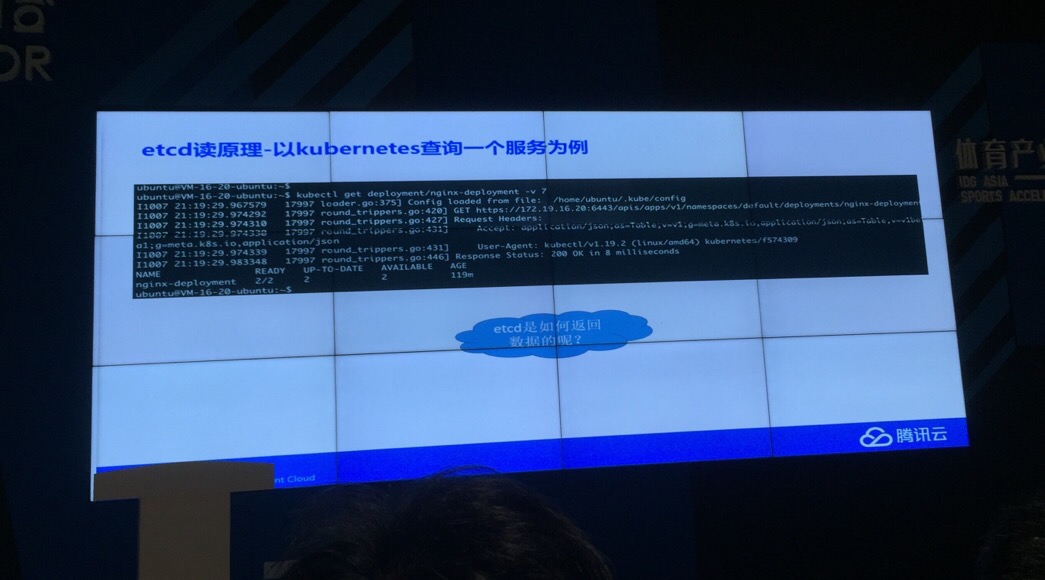 OR
etcd读原理-以kubernetes查询一个服务为例
ubuntu@VM-16-20-ubuntu:~$
ubuntu@VM-16-20-ubuntu:~$ kubectl get deployment/nginx-deployment -v 7
I1007 21:19:29.967579 17997 loader.go:375] Config loaded from file: /home/ubuntu/.kube/config
I1007 21:19:29.974292 17997 round_trippers.go:420] GET https://172.19.16.20:6443/apis/apps/v1/namespaces/default/deployments/nginx-deployment
I1007 21:19:29.974310 17997 round_trippers.go:427] Request Headers:
I1007 21:19:29.974330 17997 round_trippers.go:431] Accept: application/json;as=Table;v=v1;g=meta.k8s.io,application/json;as=Table;v=v1be
a1;g=meta.k8s.io,application/json
I1007 21:19:29.974339 17997 round_trippers.go:431] User-Agent: kubectl/v1.19.2 (linux/amd64) kubernetes/f574309
I1007 21:19:29.983348 17997 round_trippers.go:446] Response Status: 200 OK in 8 milliseconds
NAME READY UP-TO-DATE AVAILABLE AGE
nginx-deployment 2/2 2 2 119m
ubuntu@VM-16-20-ubuntu:~$
etcd是如何返回
数据的呢?
腾讯云
nt Cloud
体育产
IDG ASIA
SPORES ACCELE